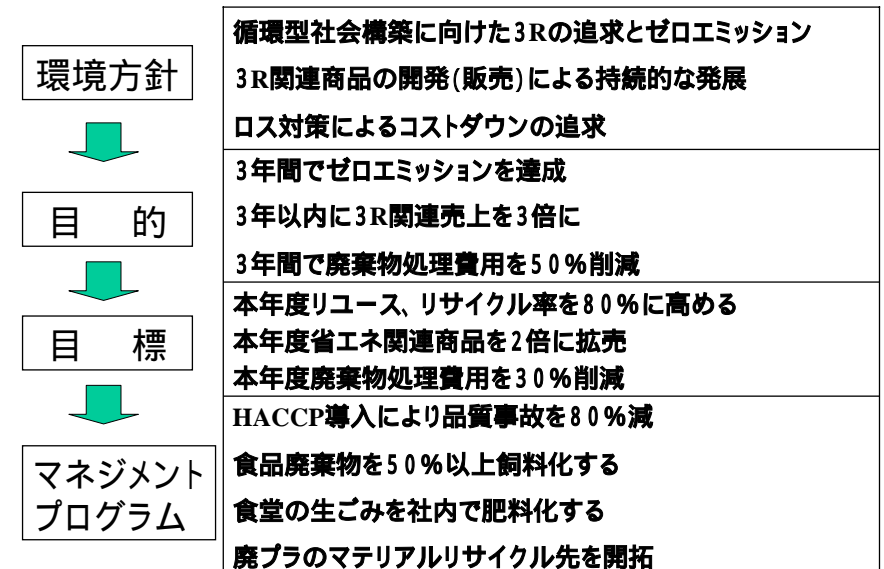 環境方針
循環型社会構築に向けた3Rの追求とゼロエミッション
3R関連商品の開発(販売)による持続的な発展
ロス対策によるコストダウンの追求
目　的
3年間でゼロエミッションを達成
3年以内に3R関連売上を3倍に
3年間で廃棄物処理費用を50%削減
目　標
本年度リユース、リサイクル率を80%に高める
本年度省エネ関連商品を2倍に拡売
本年度廃棄物処理費用を30%削減
マネジメント
プログラム
HACCP導入により品質事故を80%減
食品廃棄物を50%以上飼料化する
食堂の生ごみを社内で肥料化する
廃プラのマテリアルリサイクル先を開拓